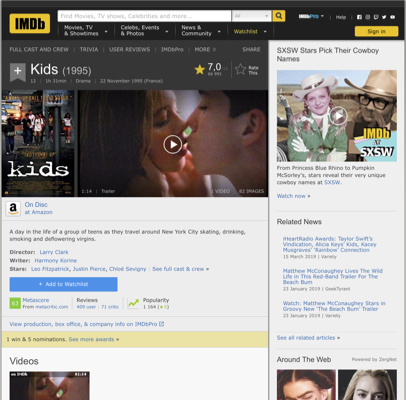 IMDb
Find Movies, TV shows, Celebrities and more...
All
IMDbPro
Help
Movies, TV
& Showtimes
Celebs, Events
& Photos
News &
Community
Watchlist
Sign in
FULL CAST AND CREW
TRIVIA
USER REVIEWS
IMDbPro
MORE
SHARE
Kids (1995)
7,0
Rate
This
12 | 1h 31min | Drama | 22 November 1995 (France)
kids
1:14 | Trailer
1 VIDEO
62 IMAGES
On Disc
at Amazon
A day in the life of a group of teens as they travel around New York City skating, drinking,
smoking and deflowering virgins.
Director: Larry Clark
Writer: Harmony Korine
Stars: Leo Fitzpatrick, Justin Pierce, Chloë Sevigny | See full cast & crew »
+ Add to Watchlist
63
Metascore
From metacritic.com
Reviews
409 user | 71 critic
Popularity
View production, box office, & company info on IMDbPro
1 win & 5 nominations. See more awards »
Videos
01:14
SXSW Stars Pick Their Cowboy
Names
IMDb
AT
SXSW
From Princess Blue Rhino to Pumpkin
McSorley's, stars reveal their very unique
cowboy names at SXSW.
Watch now »
Related News
iHeartRadio Awards: Taylor Swift's
Vindication, Alicia Keys' Kids, Kacey
Musgraves' 'Rainbow' Connection
15 March 2019 | Variety
Matthew McConaughey Lives The Wild
Life in This Red-Band Trailer For The
Beach Bum
23 January 2019 | GeekTyrant
Watch: Matthew McConaughey Stars in
Groovy New 'The Beach Bum' Trailer
23 January 2019 | Variety
See all related articles »
Around The Web
Powered by ZergNet